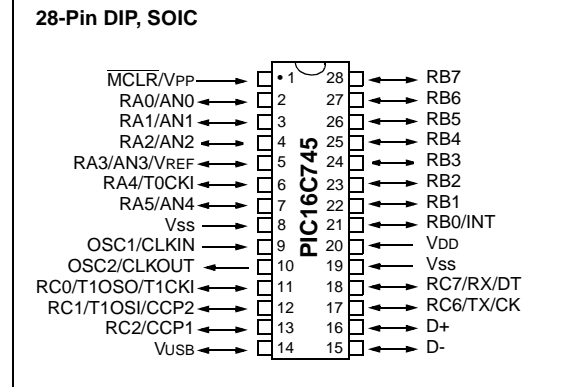 28-Pin DIP, SOIC
MCLR/VPP 1 28 RB7
RA0/AN0 2 27 RB6
RA1/AN1 3 26 RB5
RA2/AN2 4 25 RB4
RA3/AN3/VREF 5 24 RB3
RA4/T0CKI 6 23 RB2
RA5/AN4 7 22 RB1
Vss 8 21 RB0/INT
OSC1/CLKIN 9 20 VDD
OSC2/CLKOUT 10 19 Vss
RC0/T1OSO/T1CKI 11 18 RC7/RX/DT
RC1/T1OSI/CCP2 12 17 RC6/TX/CK
RC2/CCP1 13 16 D+
VUSB 14 15 D-
PIC16C745